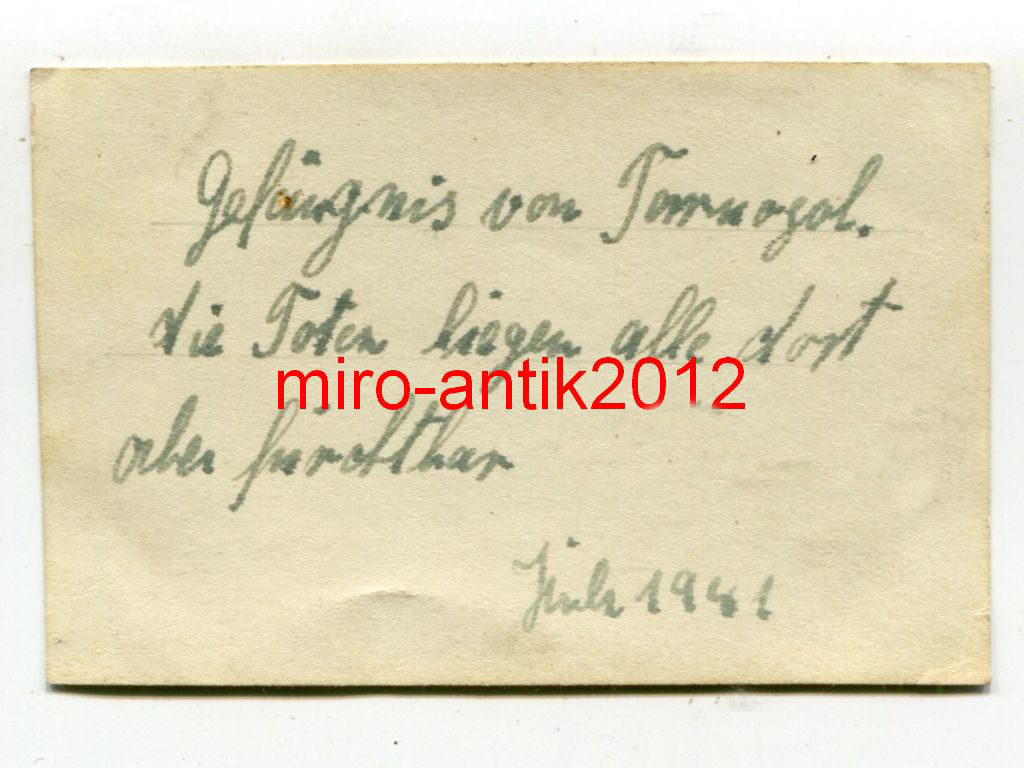 Gefängnis von Tarnopol.
die Toten liegen alle dort
miro-antik2012
aber furchtbar
Juli 1941